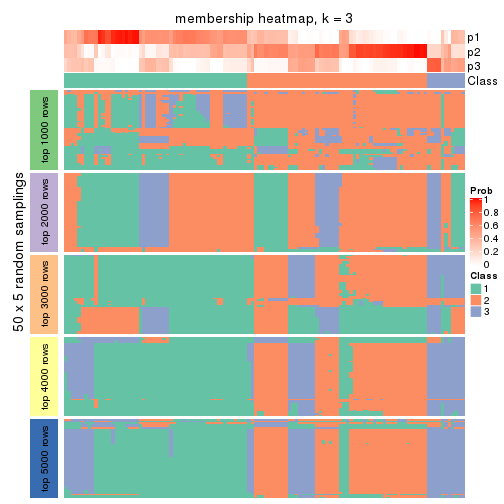 membership heatmap, k = 3
p1
p2
p3
Class
50 x 5 random samplings
top 1000 rows
top 2000 rows
top 3000 rows
top 4000 rows
top 5000 rows
Prob
1
0.8
0.6
0.4
0.2
0
Class
1
2
3